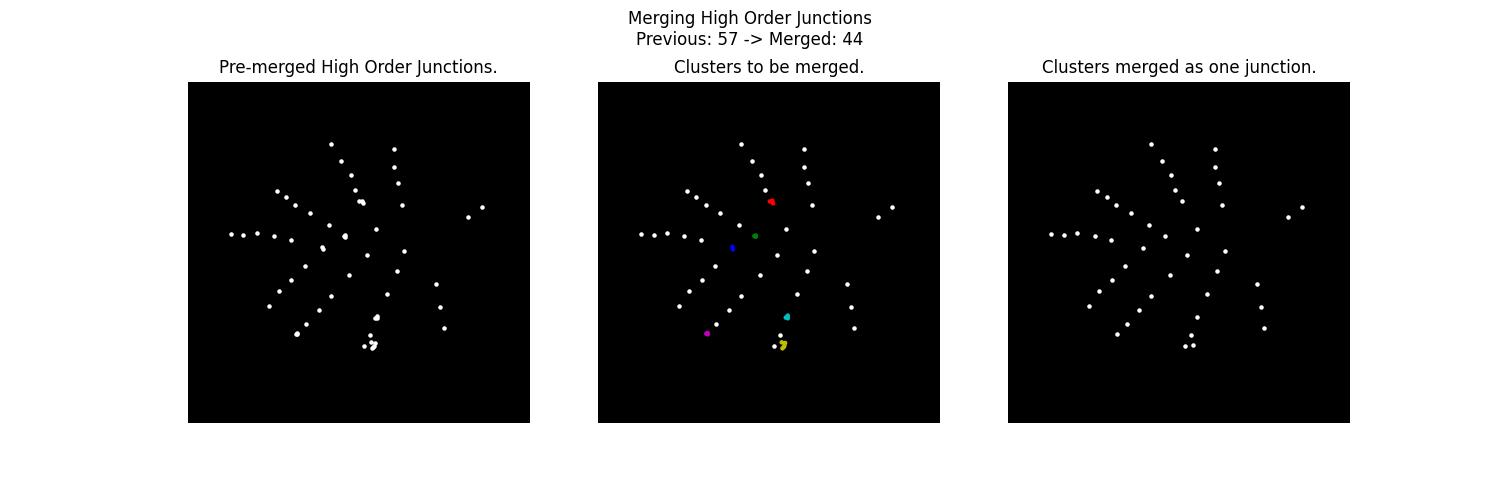 Merging High Order Junctions
Previous: 57 -> Merged: 44
Pre-merged High Order Junctions.
Clusters to be merged.
Clusters merged as one junction.